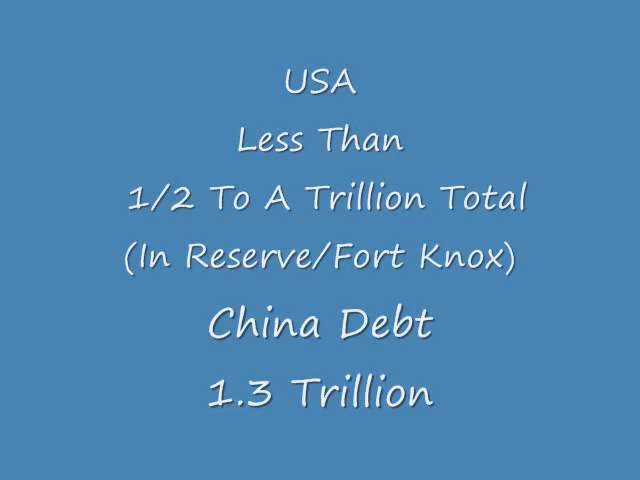 USA
Less Than
1/2 To A Trillion Total
(In Reserve/Fort Knox)
China Debt
1.3 Trillion